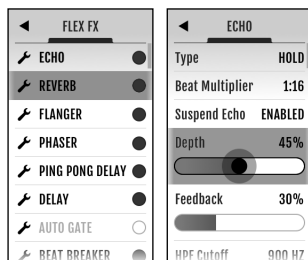 FLEX FX
ECHO
REVERB
FLANGER
PHASER
PING PONG DELAY
DELAY
AUTO GATE
BEAT BREAKER
ECHO
Type HOLD
Beat Multiplier 1:16
Suspend Echo ENABLED
Depth 45%
Feedback 30%
HPF Cutoff 900 HZ